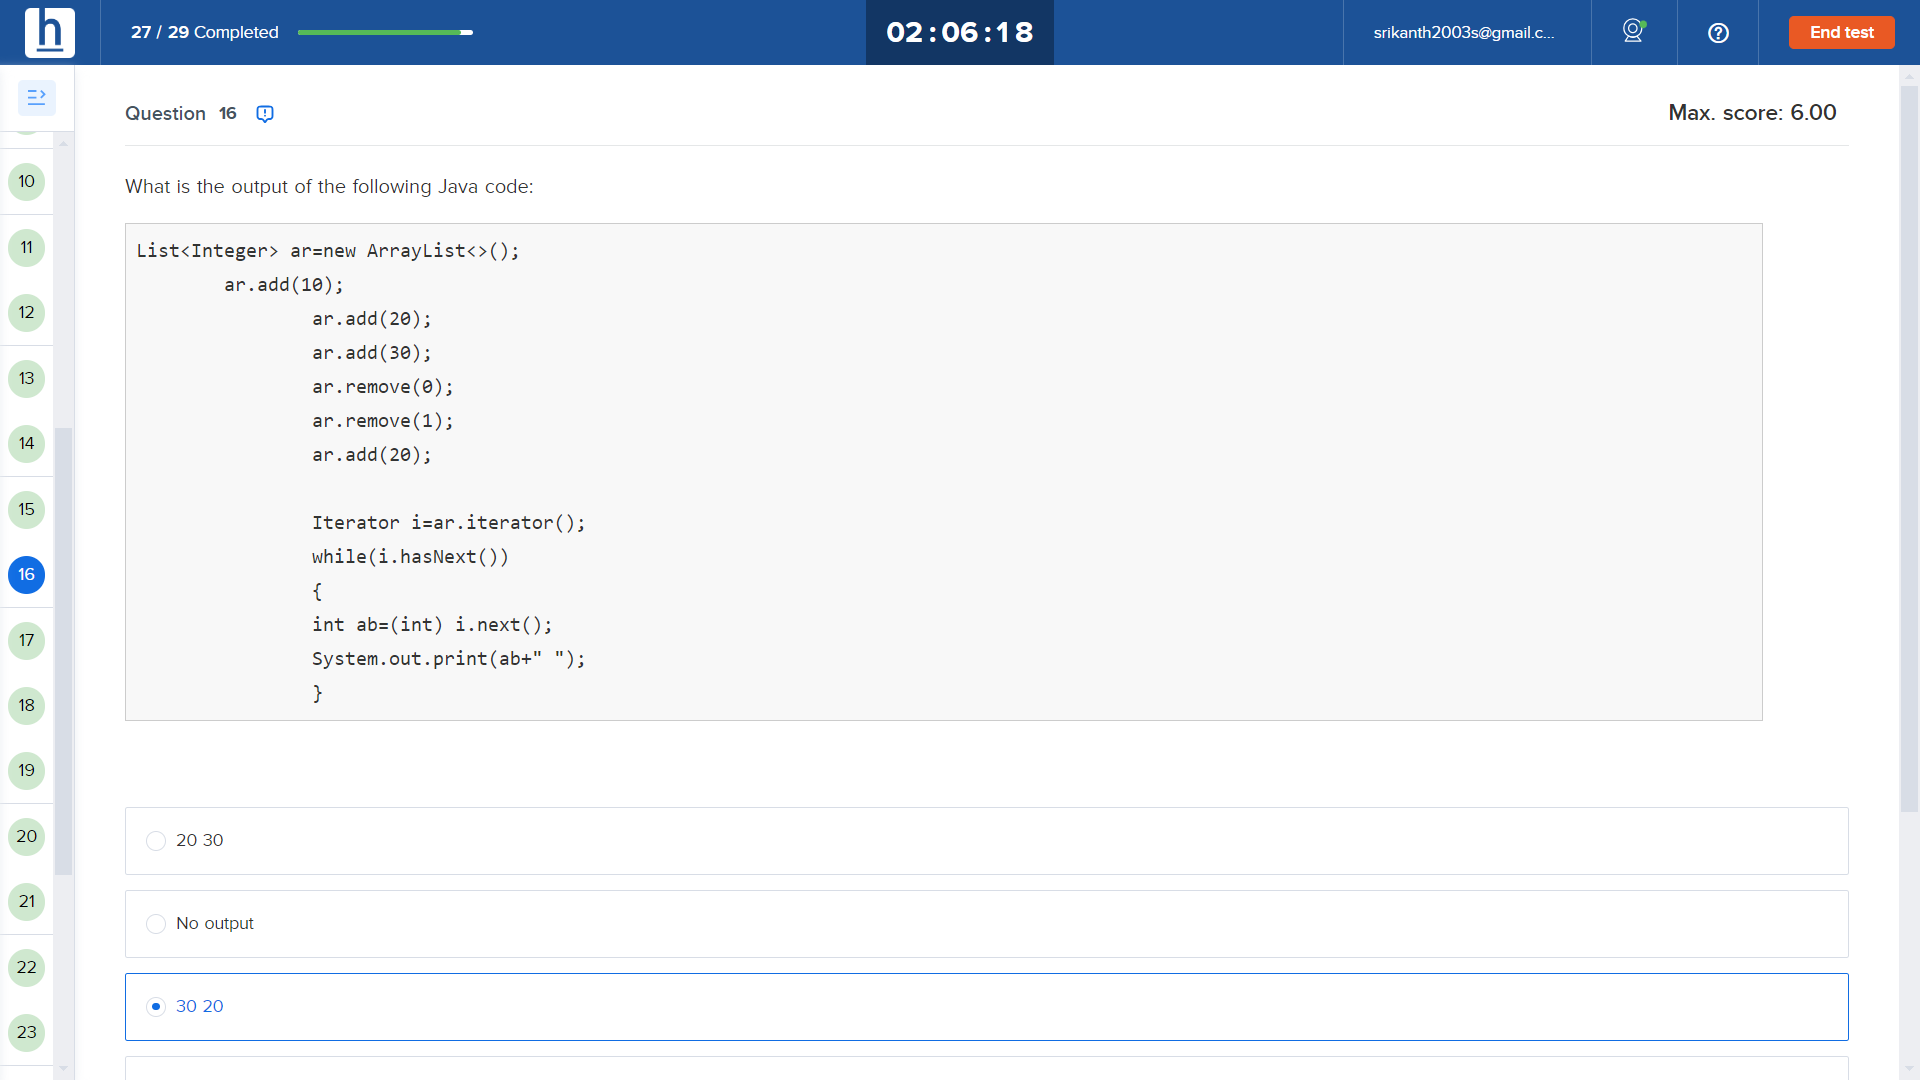 h
27 / 29 Completed
02:06:18
srikanth2003s@gmail.c...
End test
Question 16
Max. score: 6.00
What is the output of the following Java code:
List<Integer> ar=new ArrayList<>();
ar.add(10);
ar.add(20);
ar.add(30);
ar.remove(0);
ar.remove(1);
ar.add(20);
Iterator i=ar.iterator();
while(i.hasNext())
{
int ab=(int) i.next();
System.out.print(ab+" ");
}
20 30
No output
30 20
10
11
12
13
14
15
16
17
18
19
20
21
22
23